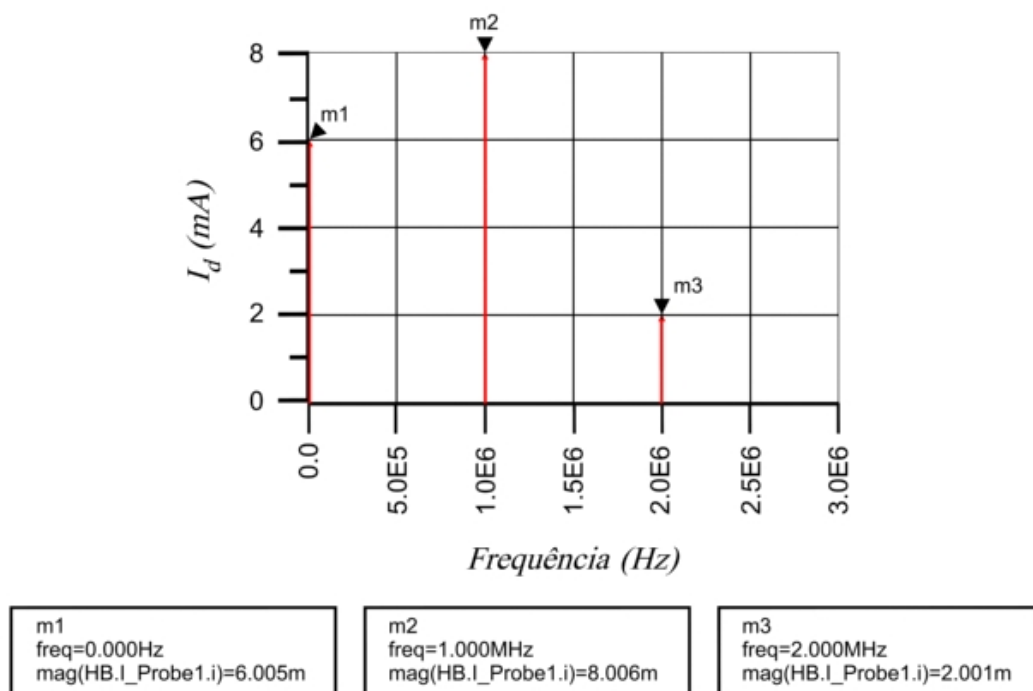 m2
8
m1
6
I_d (mA)
4
m3
2
0
0.0
5.0E5
1.0E6
1.5E6
2.0E6
2.5E6
3.0E6
Frequência (Hz)
m1
freq=0.000Hz
mag(HB.I_Probe1.i)=6.005m
m2
freq=1.000MHz
mag(HB.I_Probe1.i)=8.006m
m3
freq=2.000MHz
mag(HB.I_Probe1.i)=2.001m